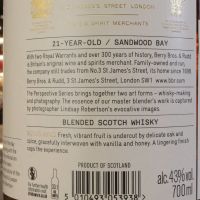 JAMES'S STREET LONDON
& SPIRIT MERCHANTS
21-YEAR-OLD / SANDWOOD BAY
With two Royal Warrants and over 300 years of history, Berry Bros. & Rudd
is Britain's original wine and spirit merchant. Family-owned and run,
the company still trades from No.3 St James's Street, its home since 1698.
Berry Bros. & Rudd, 3 St James's Street, London SW1 www.bbr.com
The Perspective Series brings together two art forms - whisky-making
and photography. The essence of our master blender's work is captured by
photographer Lindsay Robertson's evocative images.
BLENDED SCOTCH WHISKY
Fresh, vibrant fruit is undercut by delicate oak and
spice, gracefully interwoven with vanilla and honey. A lingering finish
confirms the
PRODUCT OF SCOTLAND
alc.43%vol.
700ml
5 010493 053938